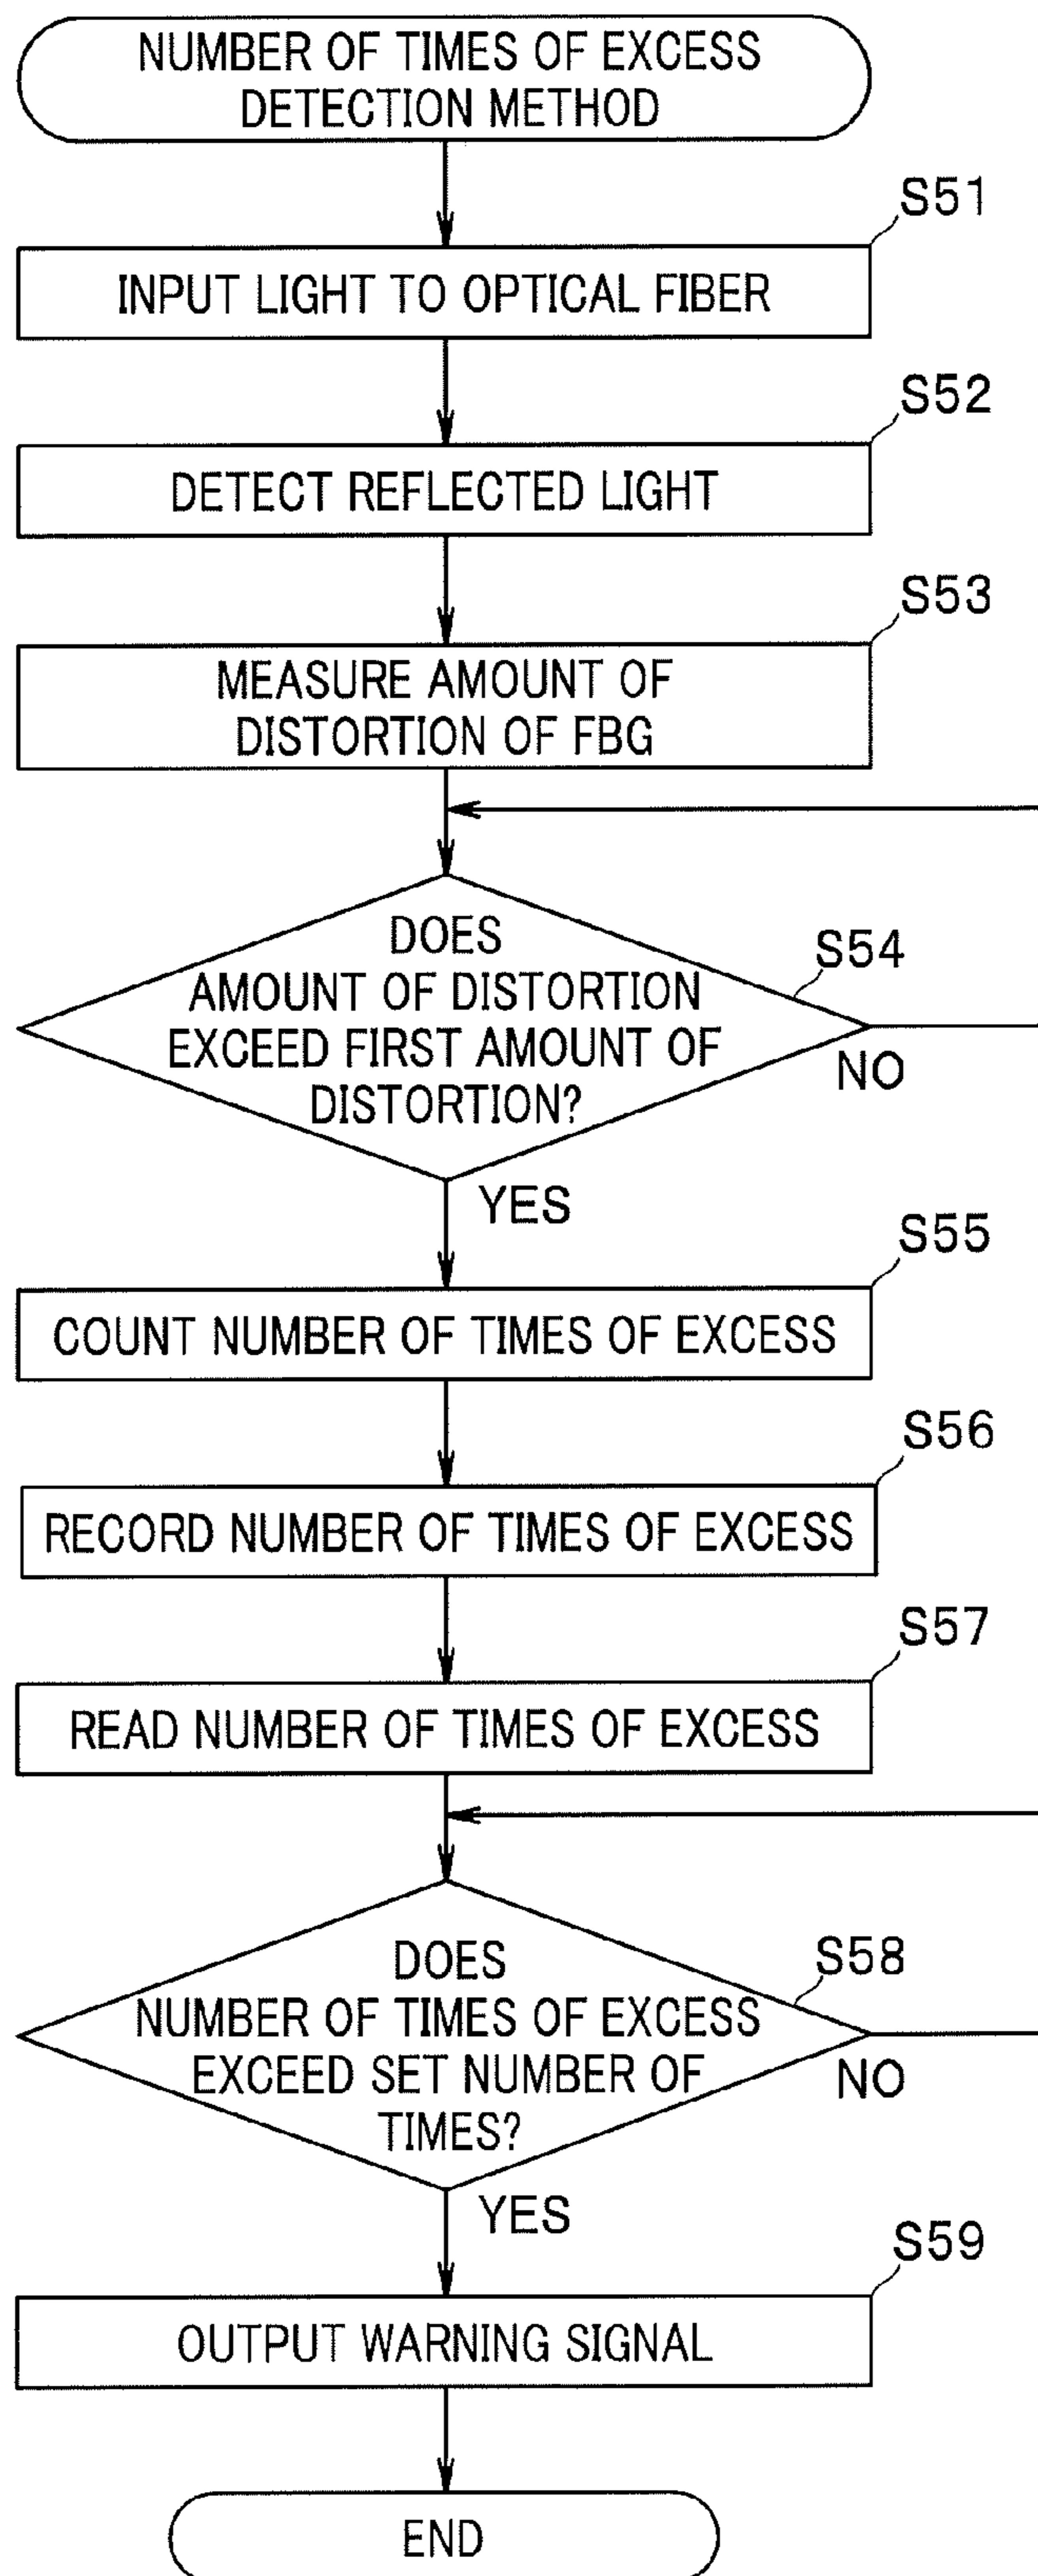 NUMBER OF TIMES OF EXCESS
DETECTION METHOD
S51
INPUT LIGHT TO OPTICAL FIBER
S52
DETECT REFLECTED LIGHT
S53
MEASURE AMOUNT OF
DISTORTION OF FBG
DOES
S54
AMOUNT OF DISTORTION
EXCEED FIRST AMOUNT OF
NO
DISTORTION?
YES
S55
COUNT NUMBER OF TIMES OF EXCESS
S56
RECORD NUMBER OF TIMES OF EXCESS
S57
READ NUMBER OF TIMES OF EXCESS
DOES
S58
NUMBER OF TIMES OF EXCESS
EXCEED SET NUMBER OF
NO
TIMES?
YES
S59
OUTPUT WARNING SIGNAL
END